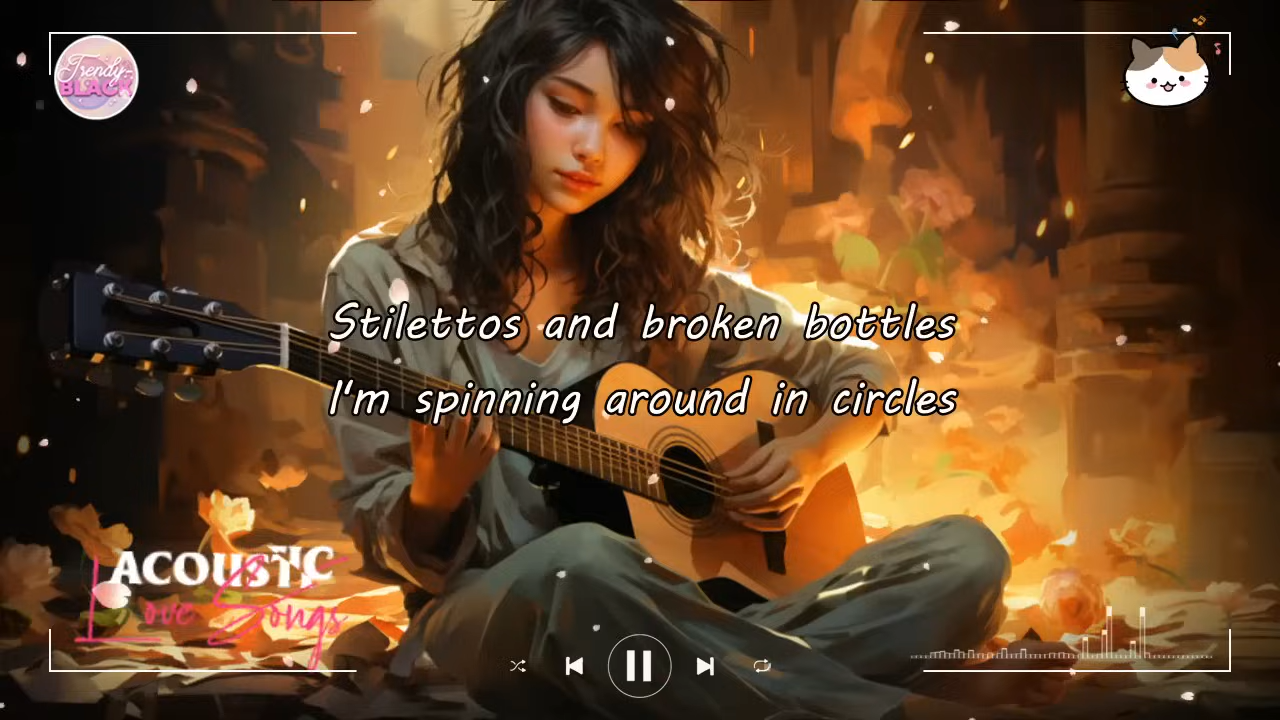 Trendy
BLACK
Stilettos and broken bottles
I'm spinning around in circles
ACOUSTIC
Love Songs